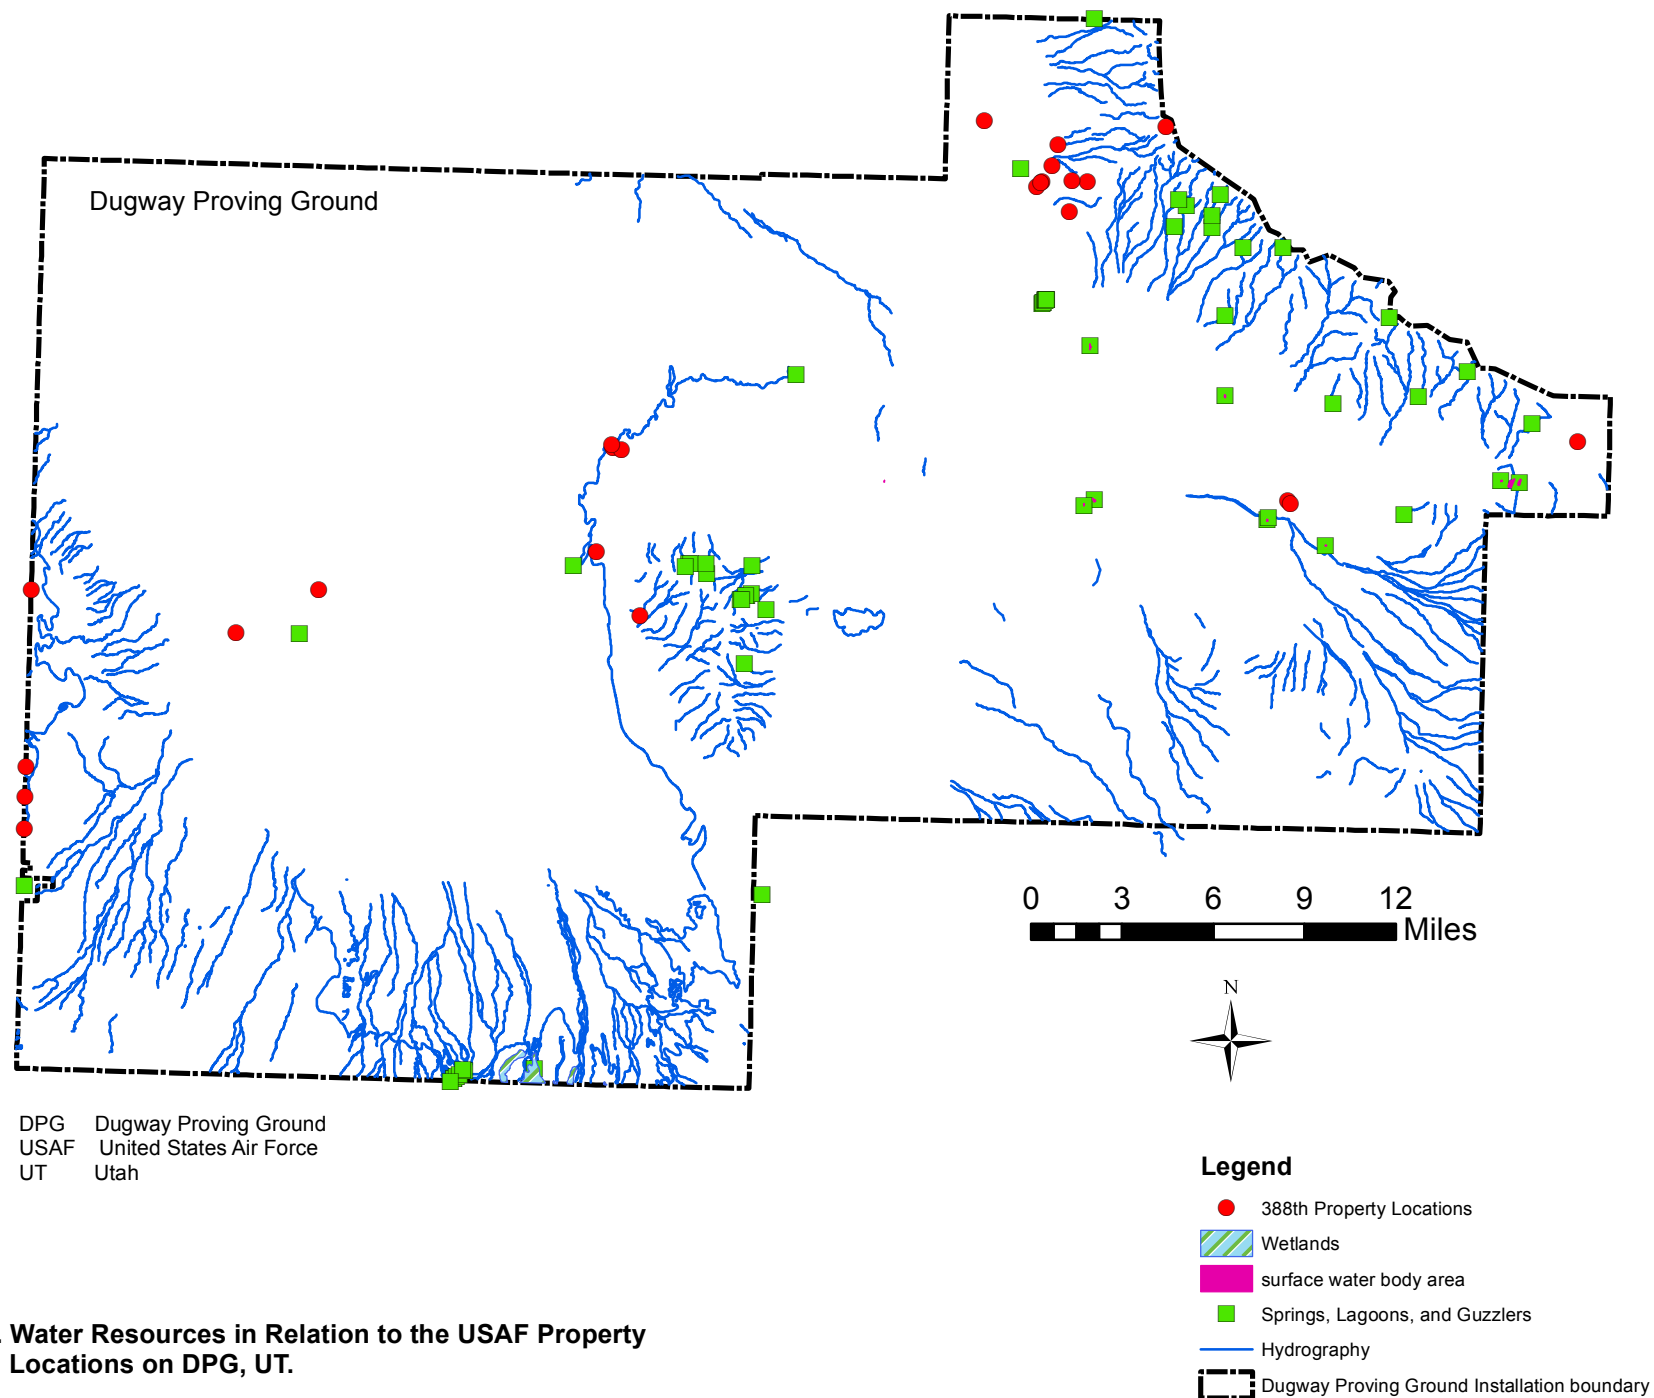 Dugway Proving Ground
0 3 6 9 12
Miles
N
DPG Dugway Proving Ground
USAF United States Air Force
UT Utah
Legend
388th Property Locations
Wetlands
surface water body area
Springs, Lagoons, and Guzzlers
Hydrography
Dugway Proving Ground Installation boundary
. Water Resources in Relation to the USAF Property
Locations on DPG, UT.